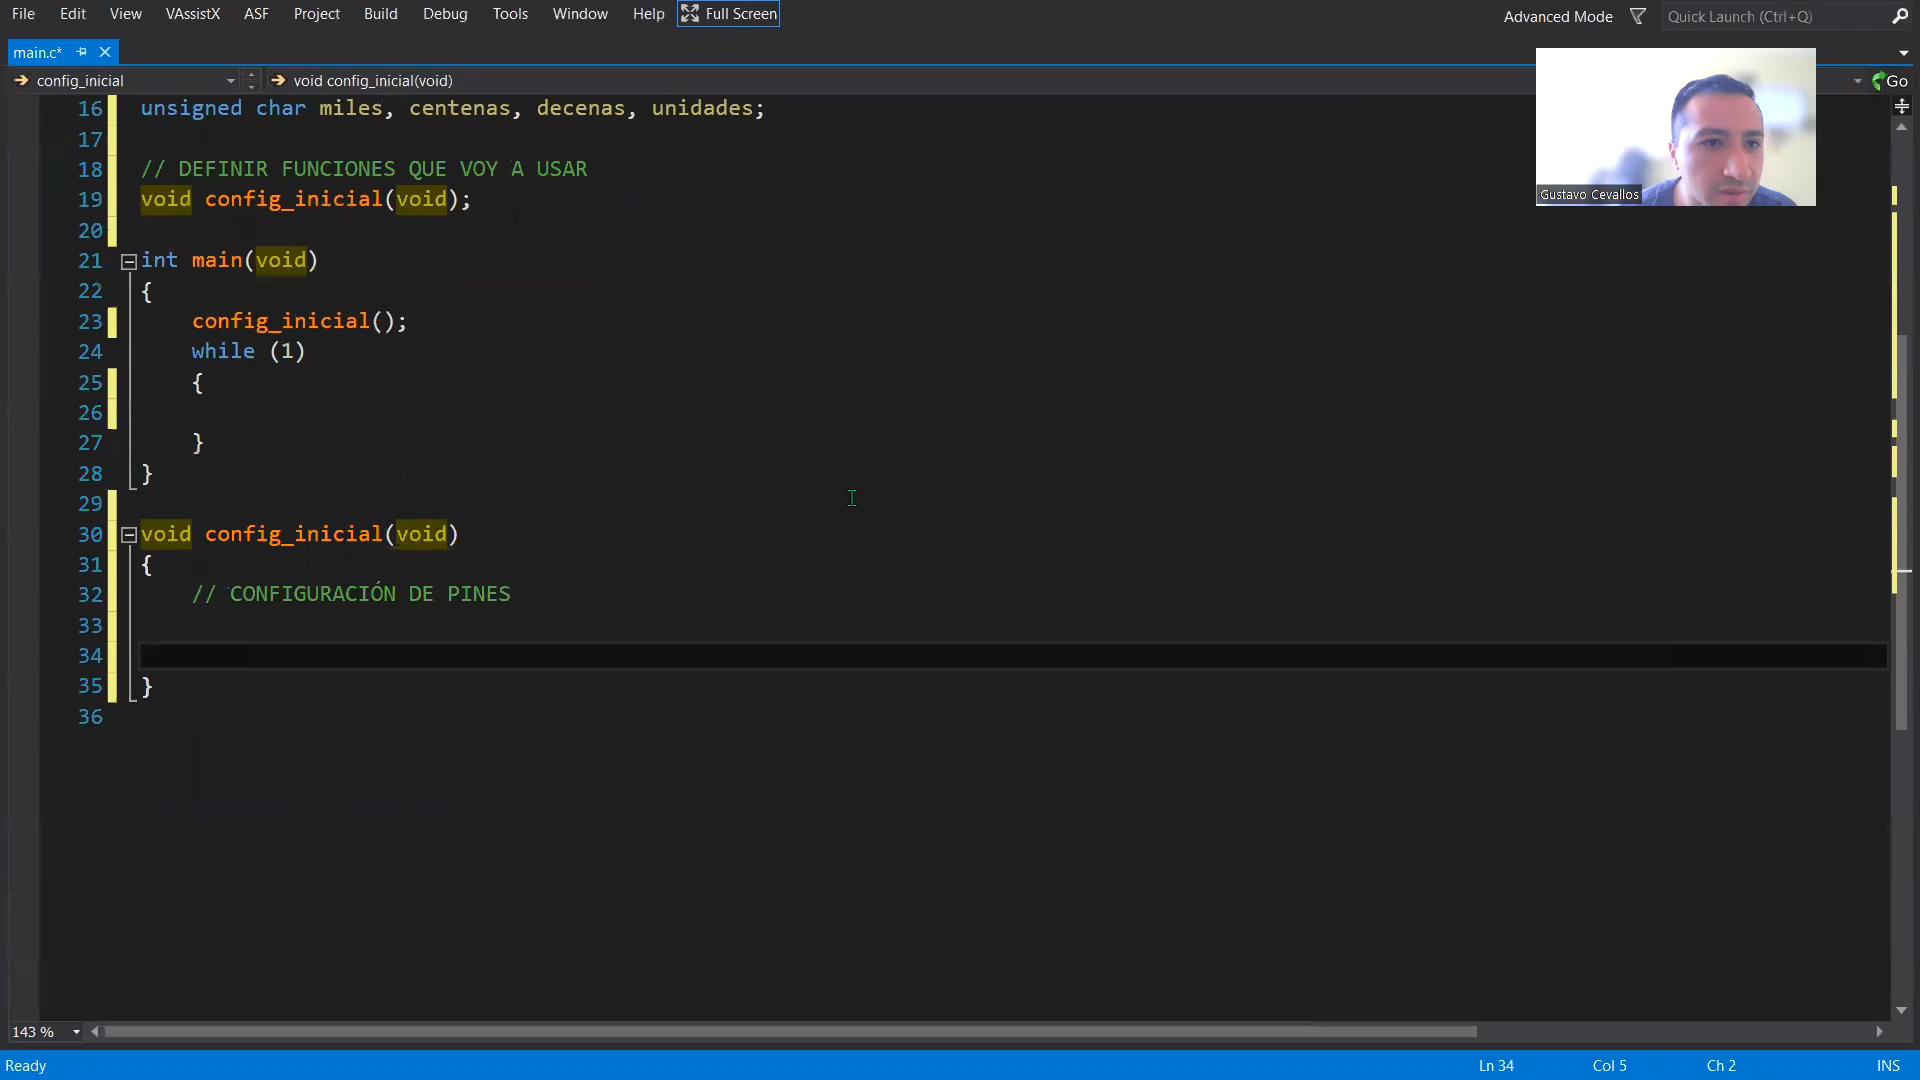 File Edit View VAssistX ASF Project Build Debug Tools Window Help Full Screen Advanced Mode Quick Launch (Ctrl+Q)
main.c*
config_inicial void config_inicial(void) Go
Gustavo Cevallos
16 unsigned char miles, centenas, decenas, unidades;
17
18 // DEFINIR FUNCIONES QUE VOY A USAR
19 void config_inicial(void);
20
21 int main(void)
22 {
23 config_inicial();
24 while (1)
25 {
26
27 }
28 }
29
30 void config_inicial(void)
31 {
32 // CONFIGURACIÓN DE PINES
33
34
35 }
36
143 %
Ready Ln 34 Col 5 Ch 2 INS